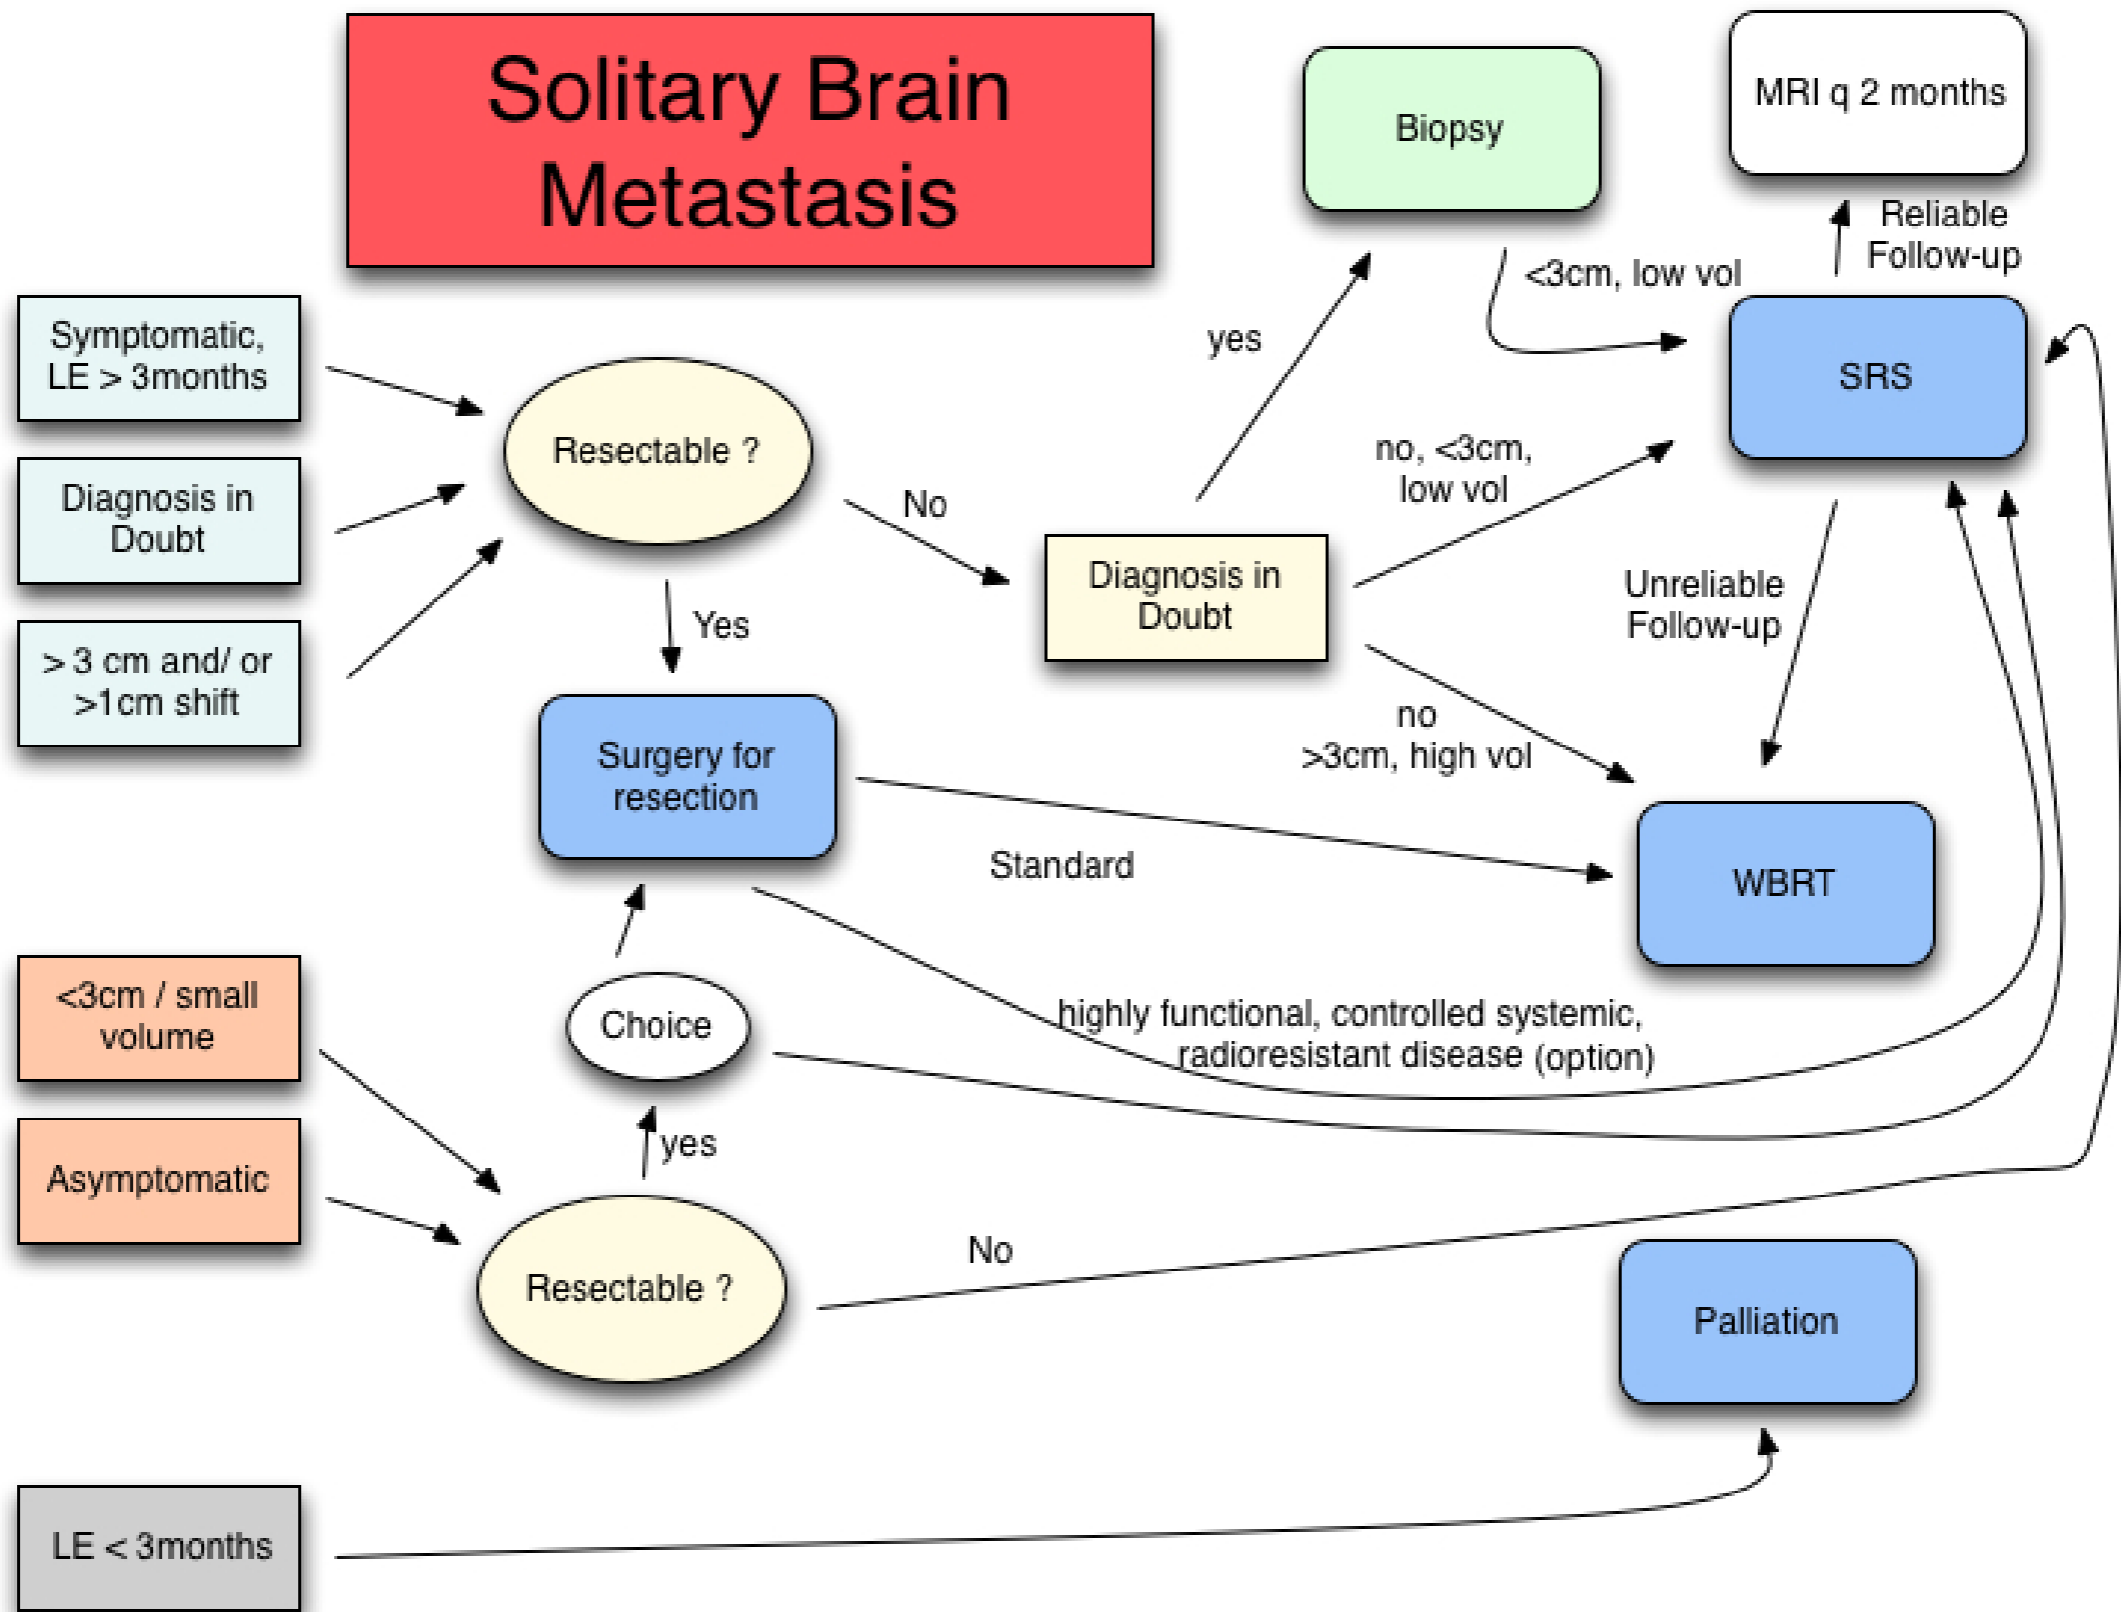 Solitary Brain
Metastasis
Biopsy
MRI q 2 months
Reliable
Follow-up
<3cm, low vol
Symptomatic,
LE > 3months
yes
SRS
Resectable ?
no, <3cm,
low vol
No
Diagnosis in
Doubt
Diagnosis in
Doubt
Unreliable
Follow-up
Yes
> 3 cm and/ or
>1cm shift
no
>3cm, high vol
Surgery for
resection
Standard
WBRT
<3cm / small
volume
Choice
highly functional, controlled systemic,
radioresistant disease (option)
yes
Asymptomatic
No
Resectable ?
Palliation
LE < 3months